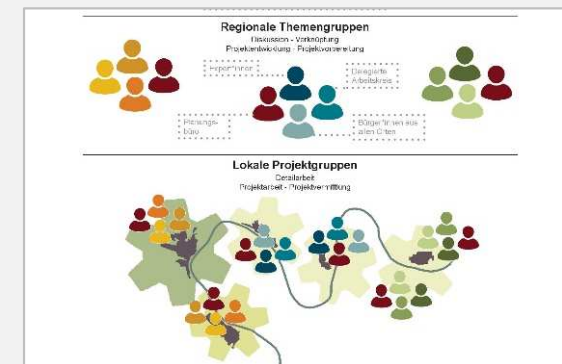 Regionale Themengruppen
Diskussion - Verknüpfung
Projektentwicklung - Projektvorbereitung
Expert*innen
Delegierte
Arbeitskreis
Planungs-
büro
Bürger*innen aus
allen Orten
Lokale Projektgruppen
Detailarbeit
Projektarbeit - Projektvermittlung